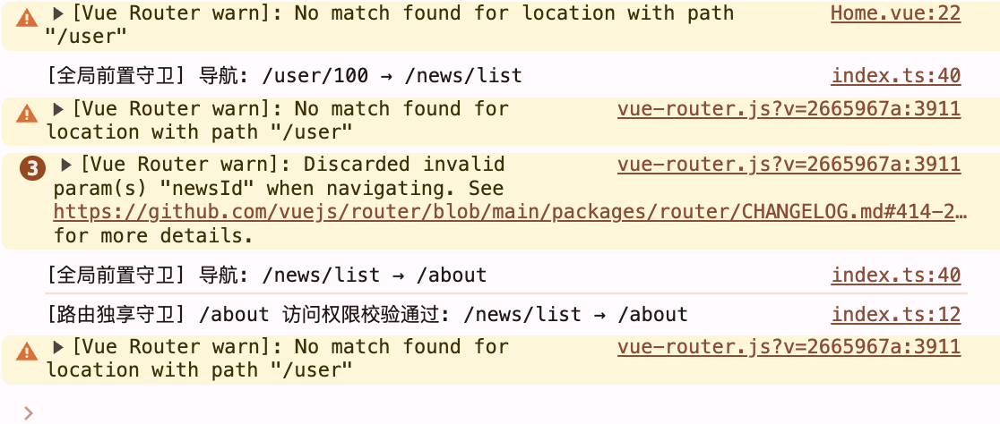 [Vue Router warn]: No match found for location with path Home.vue:22
"/user"
[全局前置守卫] 导航: /user/100 → /news/list index.ts:40
[Vue Router warn]: No match found for vue-router.js?v=2665967a:3911
location with path "/user"
3 [Vue Router warn]: Discarded invalid vue-router.js?v=2665967a:3911
param(s) "newsId" when navigating. See
https://github.com/vuejs/router/blob/main/packages/router/CHANGELOG.md#414-2…
for more details.
[全局前置守卫] 导航: /news/list → /about index.ts:40
[路由独享守卫] /about 访问权限校验通过: /news/list → /about index.ts:12
[Vue Router warn]: No match found for vue-router.js?v=2665967a:3911
location with path "/user"